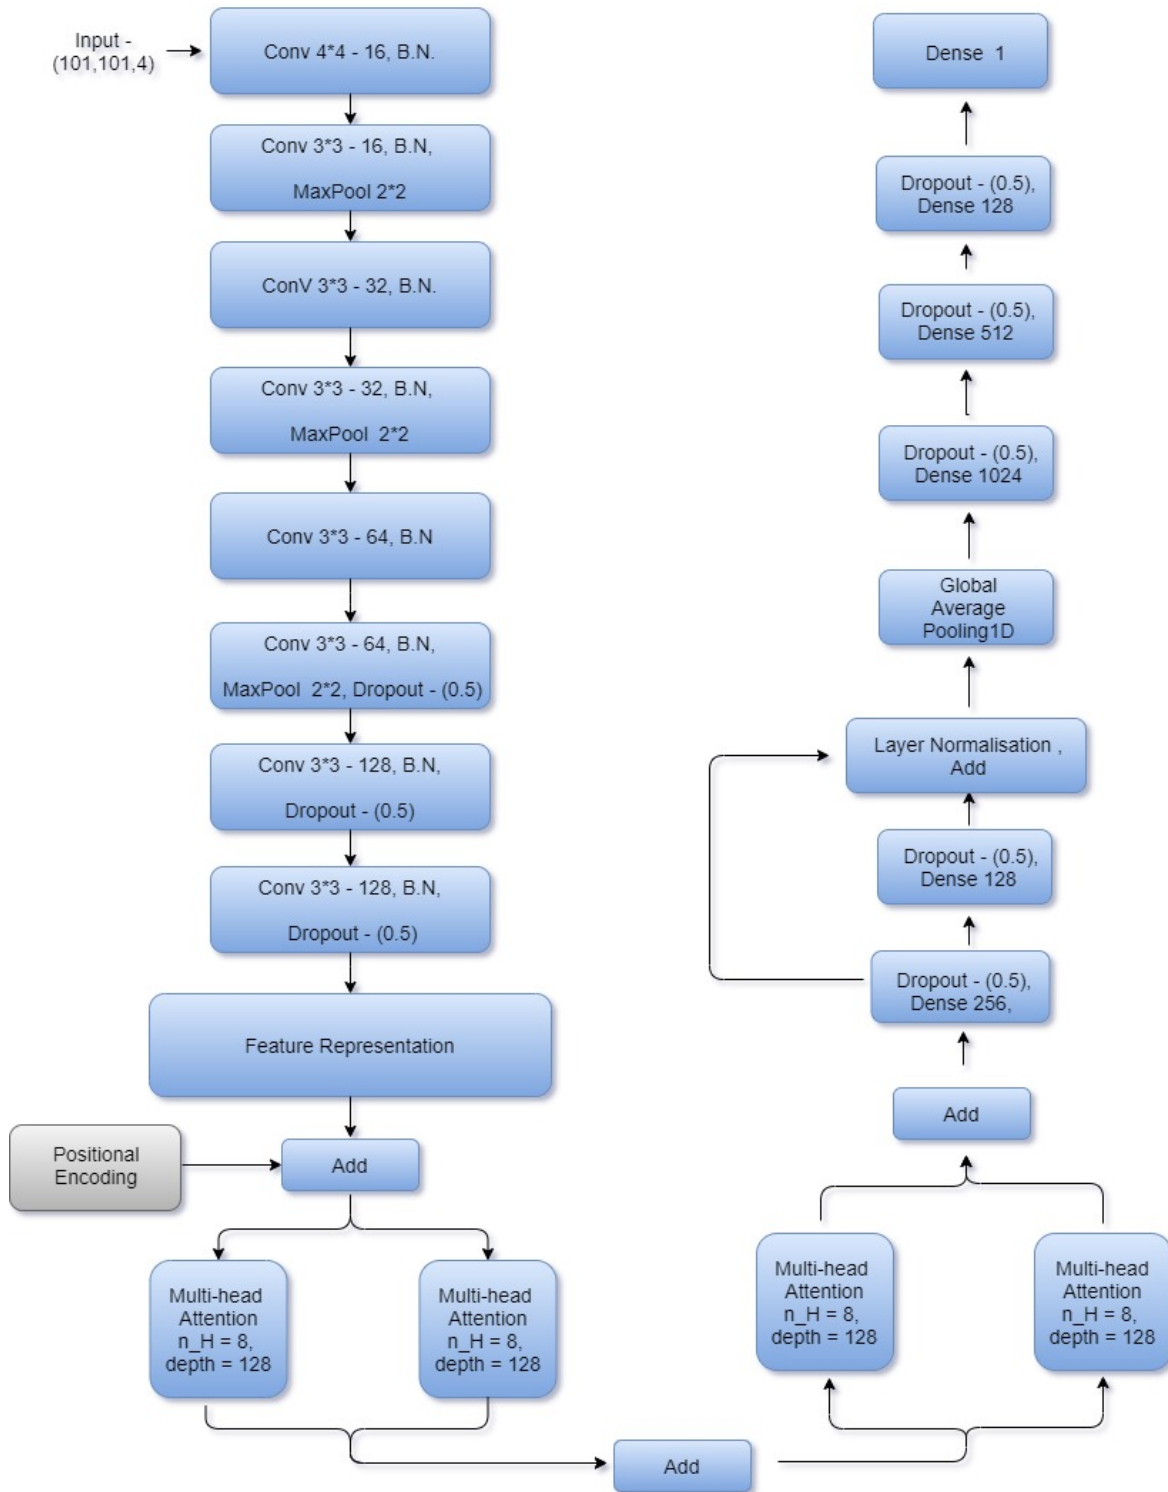 Input -
(101,101,4)
Conv 4*4 - 16, B.N.
Conv 3*3 - 16, B.N,
MaxPool 2*2
ConV 3*3 - 32, B.N.
Conv 3*3 - 32, B.N,
MaxPool  2*2
Conv 3*3 - 64, B.N
Conv 3*3 - 64, B.N,
MaxPool  2*2, Dropout - (0.5)
Conv 3*3 - 128, B.N,
Dropout - (0.5)
Conv 3*3 - 128, B.N,
Dropout - (0.5)
Feature Representation
Positional
Encoding
Add
Multi-head
Attention
n_H = 8,
depth = 128
Multi-head
Attention
n_H = 8,
depth = 128
Add
Multi-head
Attention
n_H = 8,
depth = 128
Multi-head
Attention
n_H = 8,
depth = 128
Add
Dropout - (0.5),
Dense 256,
Dropout - (0.5),
Dense 128
Layer Normalisation ,
Add
Global
Average
Pooling1D
Dropout - (0.5),
Dense 1024
Dropout - (0.5),
Dense 512
Dropout - (0.5),
Dense 128
Dense  1